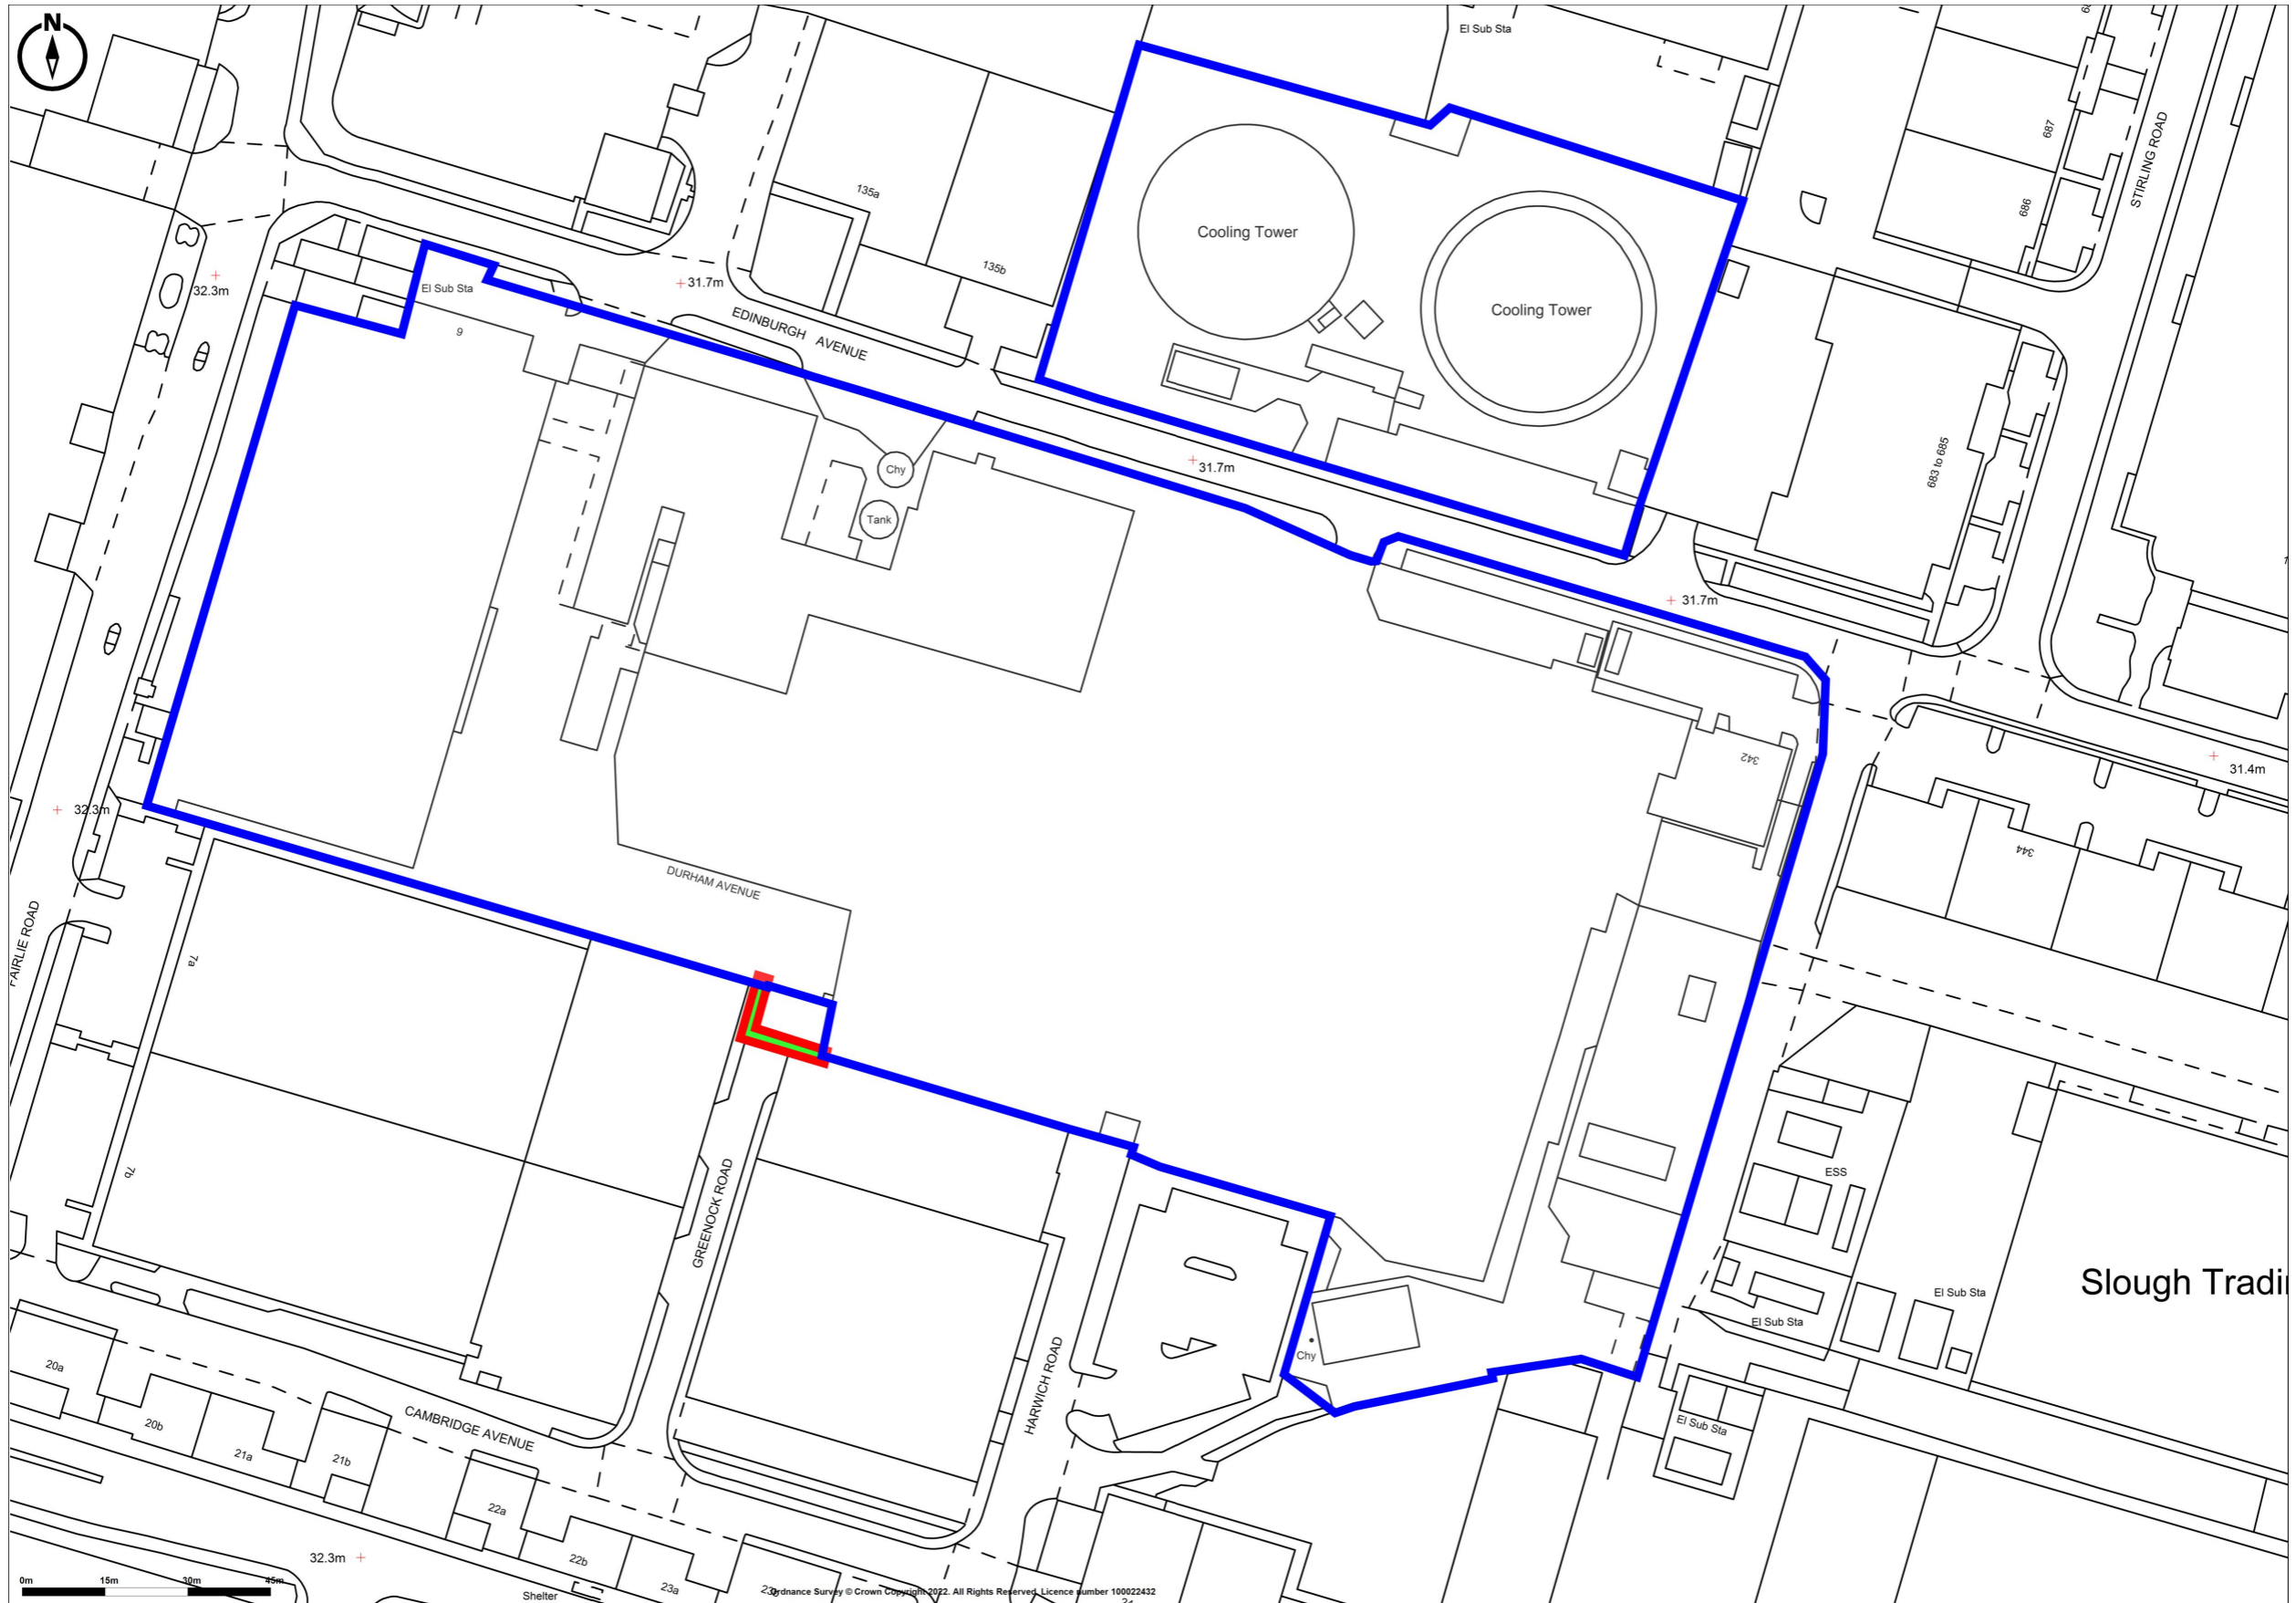 N
El Sub Sta
687
686
STIRLING ROAD
135a
135b
Cooling Tower
Cooling Tower
32.3m
31.7m
El Sub Sta
9
EDINBURGH AVENUE
31.7m
683 to 685
Chy
Tank
31.7m
342
31.4m
344
32.3m
DURHAM AVENUE
FAIRLIE ROAD
7a
7b
GREENOCK ROAD
ESS
El Sub Sta
El Sub Sta
Slough Tradi
Chy
HARWICH ROAD
20a
20b
21a
21b
CAMBRIDGE AVENUE
El Sub Sta
22a
22b
23a
32.3m
Shelter
0m 15m 30m 45m
Ordnance Survey © Crown Copyright 2022. All Rights Reserved. Licence number 100022432